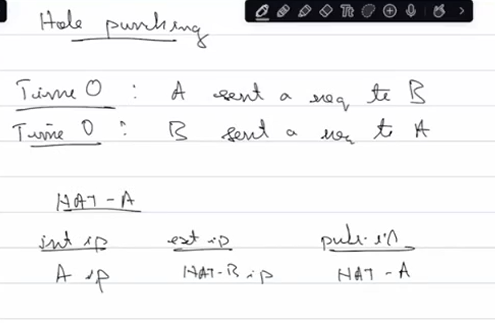 Hole punching
Time 0 : A sent a req to B
Time 0 : B sent a req to A
NAT-A
int ip ext ip pub. ip
A ip NAT-B ip NAT-A